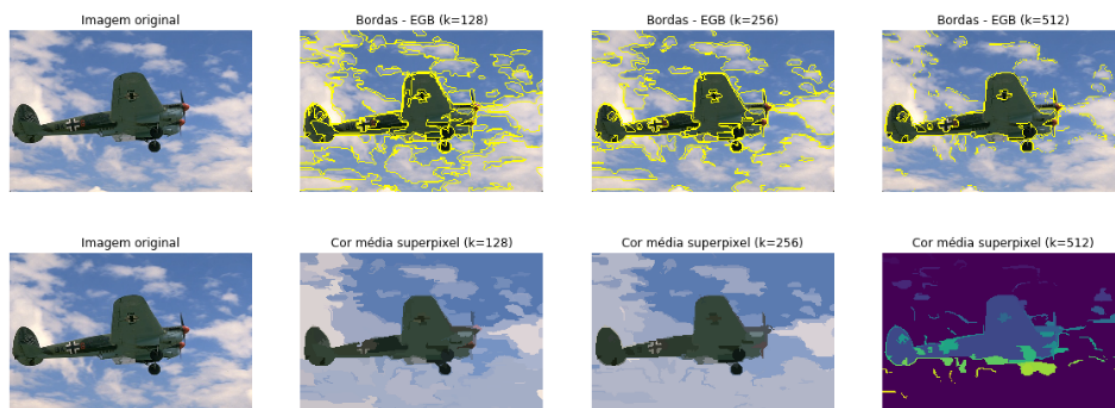 Imagem original
Bordas - EGB (k=128)
Bordas - EGB (k=256)
Bordas - EGB (k=512)
Imagem original
Cor média superpixel (k=128)
Cor média superpixel (k=256)
Cor média superpixel (k=512)